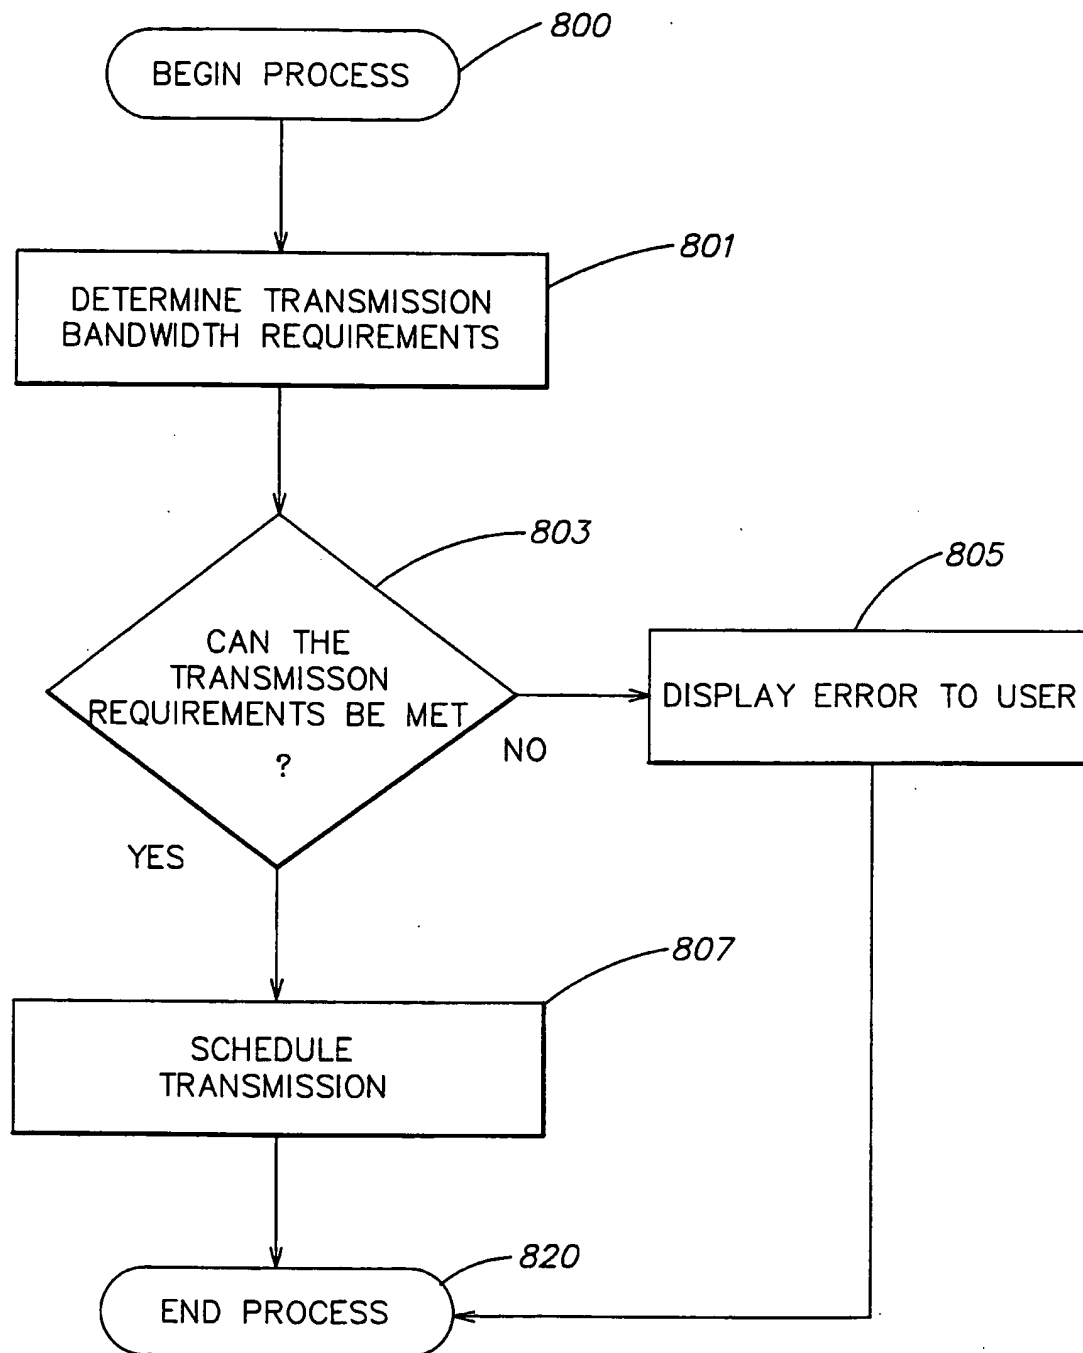 800
BEGIN PROCESS
801
DETERMINE TRANSMISSION
BANDWIDTH REQUIREMENTS
803
805
CAN THE
TRANSMISSON
REQUIREMENTS BE MET
?
DISPLAY ERROR TO USER
NO
YES
807
SCHEDULE
TRANSMISSION
820
END PROCESS